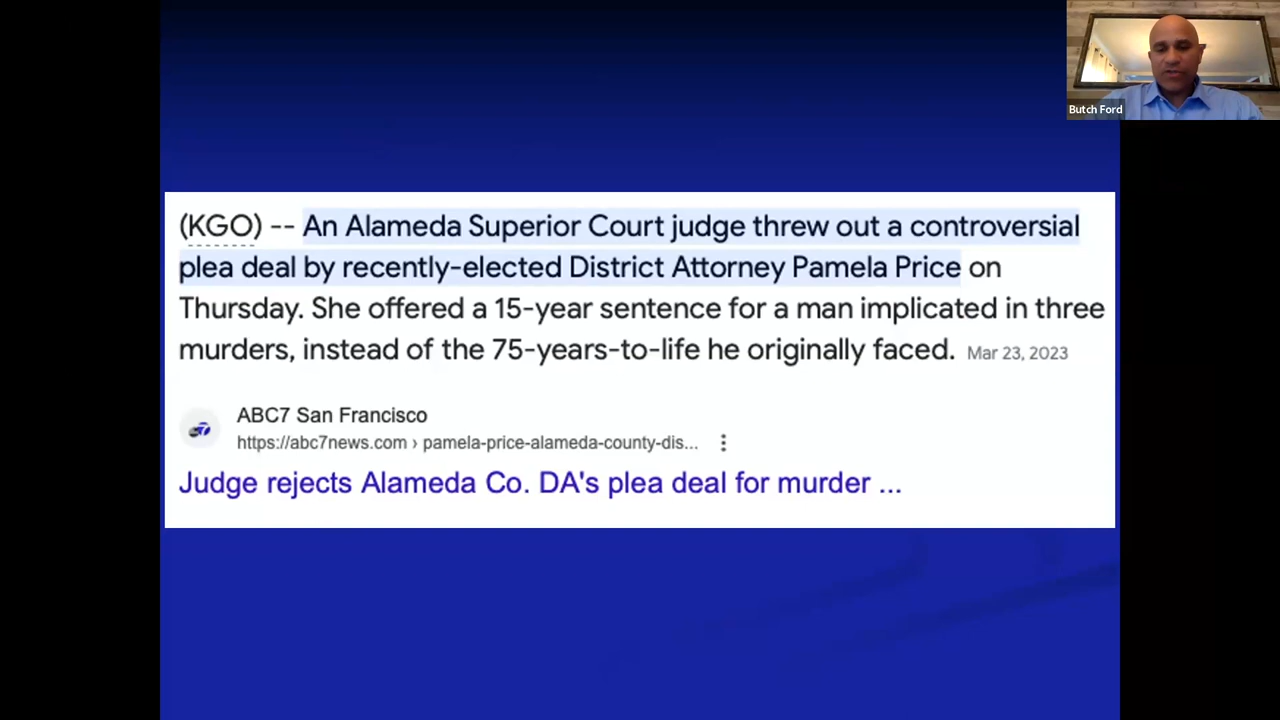 Butch Ford
(KGO) -- An Alameda Superior Court judge threw out a controversial
plea deal by recently-elected District Attorney Pamela Price on
Thursday. She offered a 15-year sentence for a man implicated in three
murders, instead of the 75-years-to-life he originally faced. Mar 23, 2023
ABC7 San Francisco
https://abc7news.com › pamela-price-alameda-county-dis...
Judge rejects Alameda Co. DA's plea deal for murder ...